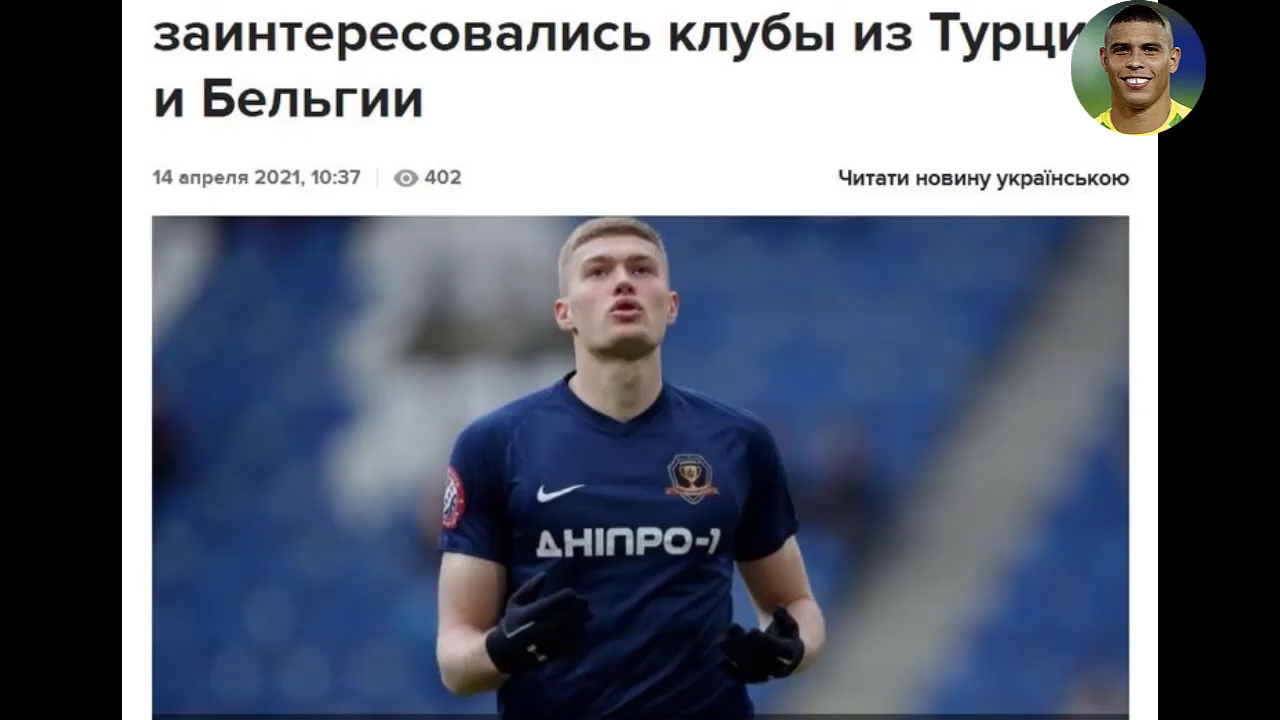 заинтересовались клубы из Турци
и Бельгии
14 апреля 2021, 10:37 402
Читати новину українською
ДНІПРО-1